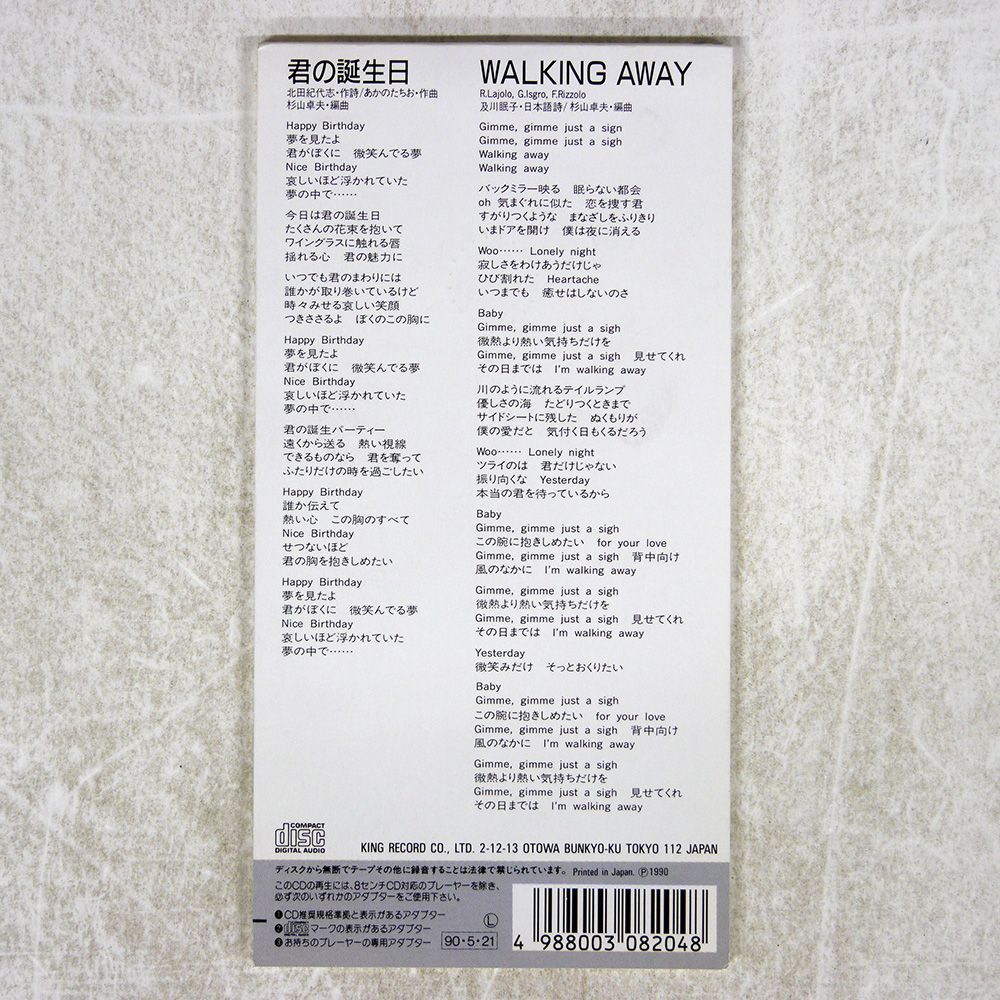 君の誕生日
北田紀代志・作詩/あかのたちお・作曲
杉山卓夫・編曲
Happy Birthday
夢を見たよ
君がぼくに 微笑んでる夢
Nice Birthday
哀しいほど浮かれていた
夢の中で……
今日は君の誕生日
たくさんの花束を抱いて
ワイングラスに触れる唇
揺れる心 君の魅力に
いつでも君のまわりには
誰かが取り巻いているけど
時々みせる哀しい笑顔
つきささるよ ぼくのこの胸に
Happy Birthday
夢を見たよ
君がぼくに 微笑んでる夢
Nice Birthday
哀しいほど浮かれていた
夢の中で……
君の誕生パーティー
遠くから送る 熱い視線
できるものなら 君を奪って
ふたりだけの時を過ごしたい
Happy Birthday
誰か伝えて
熱い心 この胸のすべて
Nice Birthday
せつないほど
君の胸を抱きしめたい
Happy Birthday
夢を見たよ
君がぼくに 微笑んでる夢
Nice Birthday
哀しいほど浮かれていた
夢の中で……
WALKING AWAY
R.Lajolo, G.Isgro, F.Rizzolo
及川眠子・日本語詩/杉山卓夫・編曲
Gimme, gimme just a sign
Gimme, gimme just a sigh
Walking away
Walking away
バックミラー映る 眠らない都会
oh 気まぐれに似た 恋を捜す君
すがりつくような まなざしをふりきり
いまドアを開け 僕は夜に消える
Woo…… Lonely night
寂しさをわけあうだけじゃ
ひび割れた Heartache
いつまでも 癒せはしないのさ
Baby
Gimme, gimme just a sigh
微熱より熱い気持ちだけを
Gimme, gimme just a sigh 見せてくれ
その日までは I'm walking away
川のように流れるテイルランプ
優しさの海 たどりつくときまで
サイドシートに残した ぬくもりが
僕の愛だと 気付く日もくるだろう
Woo…… Lonely night
ツライのは 君だけじゃない
振り向くな Yesterday
本当の君を待っているから
Baby
Gimme, gimme just a sigh
この腕に抱きしめたい for your love
Gimme, gimme just a sigh 背中向け
風のなかに I'm walking away
Gimme, gimme just a sigh
微熱より熱い気持ちだけを
Gimme, gimme just a sigh 見せてくれ
その日までは I'm walking away
Yesterday
微笑みだけ そっとおくりたい
Baby
Gimme, gimme just a sigh
この腕に抱きしめたい for your love
Gimme, gimme just a sigh 背中向け
風のなかに I'm walking away
Gimme, gimme just a sigh
微熱より熱い気持ちだけを
Gimme, gimme just a sigh 見せてくれ
その日までは I'm walking away
COMPACT
disc
DIGITAL AUDIO
KING RECORD CO., LTD. 2-12-13 OTOWA BUNKYO-KU TOKYO 112 JAPAN
ディスクから無断でテープその他に録音することは法律で禁じられています。 Printed in Japan. Ⓟ1990
このCDの再生には、8センチCD対応のプレーヤーを除き、
必ず次のいずれかのアダプターをご使用下さい。
❶CD推奨規格準拠と表示があるアダプター
❷disc マークの表示があるアダプター
❸お持ちのプレーヤーの専用アダプター
Ⓛ
90・5・21
4 988003 082048